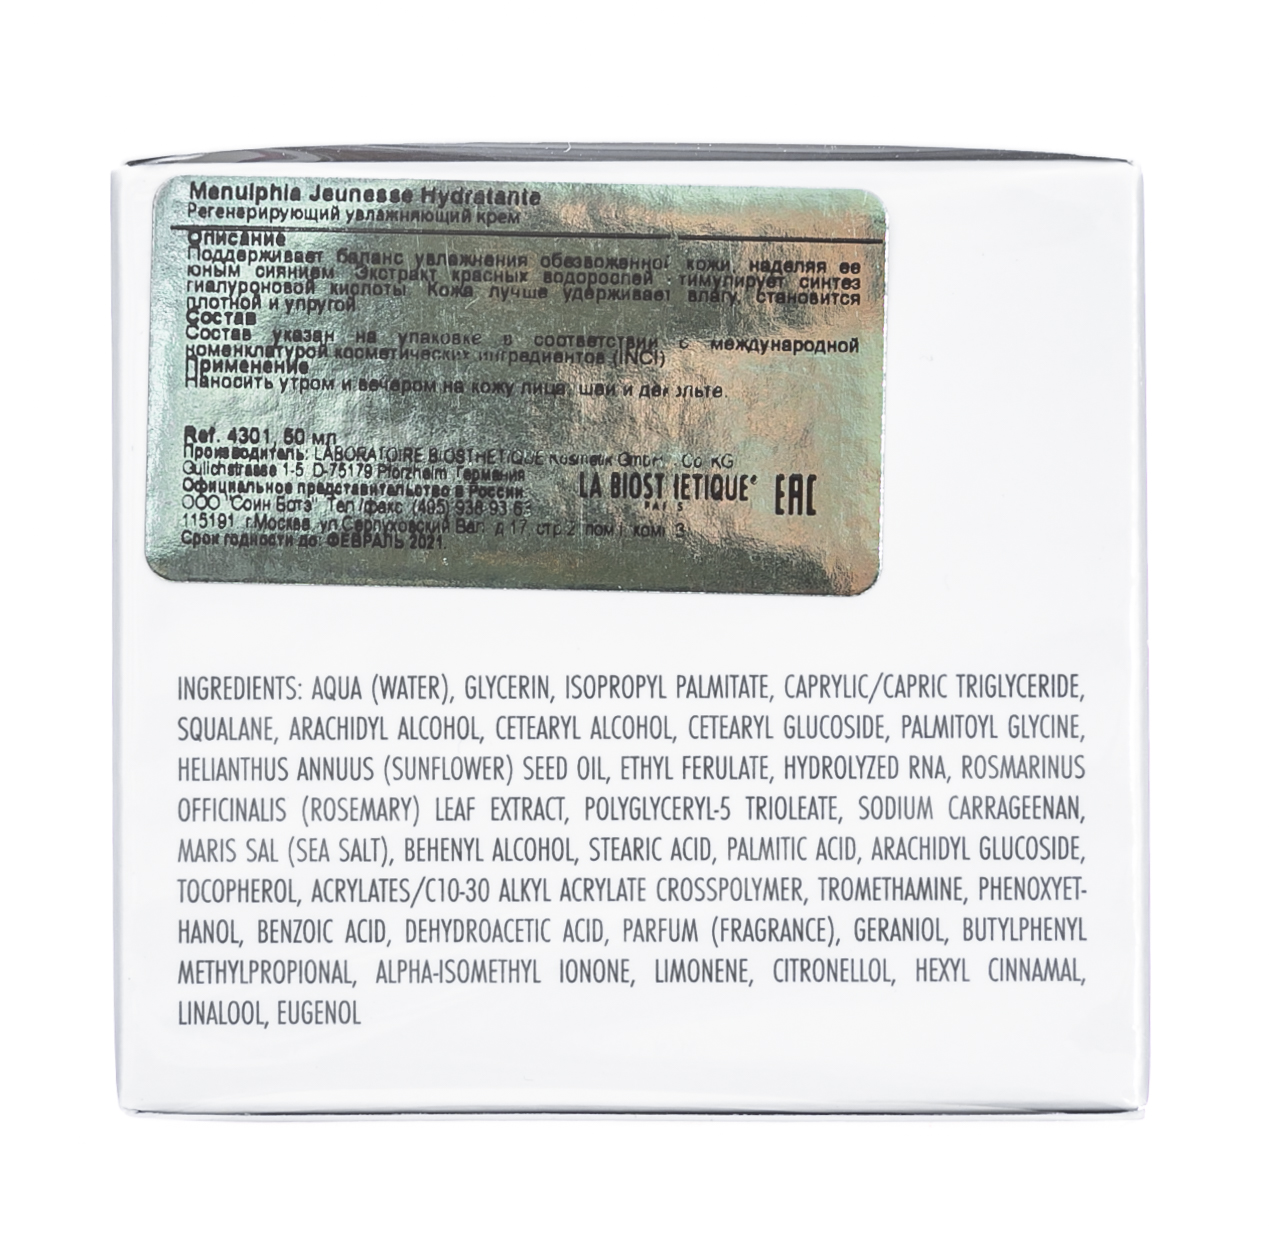 Menulphia Jeunesse Hydratante
Регенерирующий увлажняющий крем
Описание
Поддерживает баланс увлажнения обезвоженной кожи, наделяя ее
юным сиянием Экстракт красных водорослей тимулирует синтез
гиалуроновой кислоты Кожа лучше удерживает влагу, становится
плотной и упругой
Состав
Состав указан на упаковке в соответствии с международной
номенклатурой косметических ингредиентов (INCI)
Применение
Наносить утром и вечером на кожу лица, шеи и декольте.
Ref. 4301, 50 мл
Производитель: LABORATOIRE BIOSTHETIQUE Kosmetik GmbH Co KG
Gulichstrasse 1-5 D-75179 Pforzheim Германия
Официальное представительство в России
ООО "Соин Ботэ" Тел /факс (495) 938 93 63
115191 г.Москва, ул Серпуховский Вал д 17 стр 2 пом I ком 3
Срок годности до: ФЕВРАЛЬ 2021.
LA BIOSTHETIQUE®
PARIS
EAC
INGREDIENTS: AQUA (WATER), GLYCERIN, ISOPROPYL PALMITATE, CAPRYLIC/CAPRIC TRIGLYCERIDE,
SQUALANE, ARACHIDYL ALCOHOL, CETEARYL ALCOHOL, CETEARYL GLUCOSIDE, PALMITOYL GLYCINE,
HELIANTHUS ANNUUS (SUNFLOWER) SEED OIL, ETHYL FERULATE, HYDROLYZED RNA, ROSMARINUS
OFFICINALIS (ROSEMARY) LEAF EXTRACT, POLYGLYCERYL-5 TRIOLEATE, SODIUM CARRAGEENAN,
MARIS SAL (SEA SALT), BEHENYL ALCOHOL, STEARIC ACID, PALMITIC ACID, ARACHIDYL GLUCOSIDE,
TOCOPHEROL, ACRYLATES/C10-30 ALKYL ACRYLATE CROSSPOLYMER, TROMETHAMINE, PHENOXYET-
HANOL, BENZOIC ACID, DEHYDROACETIC ACID, PARFUM (FRAGRANCE), GERANIOL, BUTYLPHENYL
METHYLPROPIONAL, ALPHA-ISOMETHYL IONONE, LIMONENE, CITRONELLOL, HEXYL CINNAMAL,
LINALOOL, EUGENOL